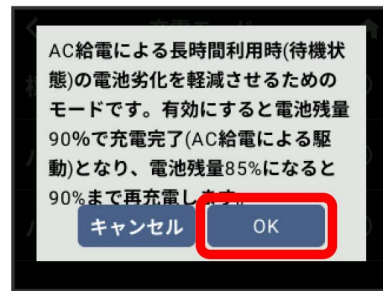 AC給電による長時間利用時(待機状
態)の電池劣化を軽減させるための
モードです。有効にすると電池残量
90%で充電完了(AC給電による駆
動)となり、電池残量85%になると
90%まで再充電します。
キャンセル OK